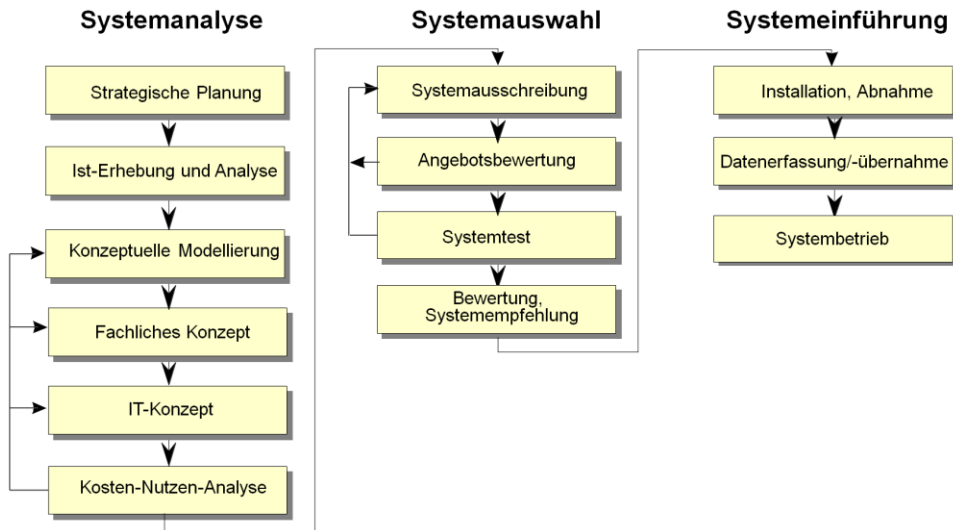 Systemanalyse
Strategische Planung
Ist-Erhebung und Analyse
Konzeptuelle Modellierung
Fachliches Konzept
IT-Konzept
Kosten-Nutzen-Analyse
Systemauswahl
Systemausschreibung
Angebotsbewertung
Systemtest
Bewertung,
Systemempfehlung
Systemeinführung
Installation, Abnahme
Datenerfassung/-übernahme
Systembetrieb